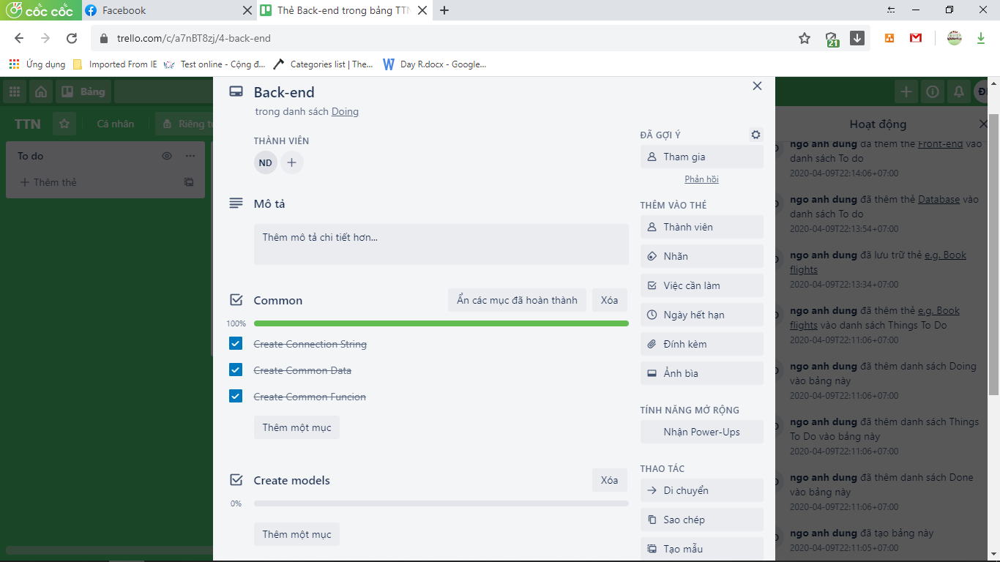 cốc cốc
Facebook
Thẻ Back-end trong bảng TTN
trello.com/c/a7nBT8zj/4-back-end
21
Ứng dụng
Imported From IE
Test online - Cộng đ...
Categories list | The...
Day R.docx - Google...
Bảng
TTN
Cá nhân
Riêng tư
To do
Thêm thẻ
Back-end
trong danh sách Doing
THÀNH VIÊN
ND
Mô tả
Thêm mô tả chi tiết hơn...
Common
Ẩn các mục đã hoàn thành
Xóa
100%
Create Connection String
Create Common Data
Create Common Funcion
Thêm một mục
Create models
Xóa
0%
Thêm một mục
ĐÃ GỢI Ý
Tham gia
Phản hồi
THÊM VÀO THẺ
Thành viên
Nhãn
Việc cần làm
Ngày hết hạn
Đính kèm
Ảnh bìa
TÍNH NĂNG MỞ RỘNG
Nhận Power-Ups
THAO TÁC
Di chuyển
Sao chép
Tạo mẫu
Hoạt động
ngo anh dung đã thêm thẻ Front-end vào
danh sách To do
2020-04-09T22:14:06+07:00
ngo anh dung đã thêm thẻ Database vào
danh sách To do
2020-04-09T22:13:54+07:00
ngo anh dung đã lưu trữ thẻ e.g. Book
flights
2020-04-09T22:13:34+07:00
ngo anh dung đã thêm thẻ e.g. Book
flights vào danh sách Things To Do
2020-04-09T22:11:06+07:00
ngo anh dung đã thêm danh sách Doing
vào bảng này
2020-04-09T22:11:06+07:00
ngo anh dung đã thêm danh sách Things
To Do vào bảng này
2020-04-09T22:11:06+07:00
ngo anh dung đã thêm danh sách Done
vào bảng này
2020-04-09T22:11:06+07:00
ngo anh dung đã tạo bảng này
2020-04-09T22:11:05+07:00